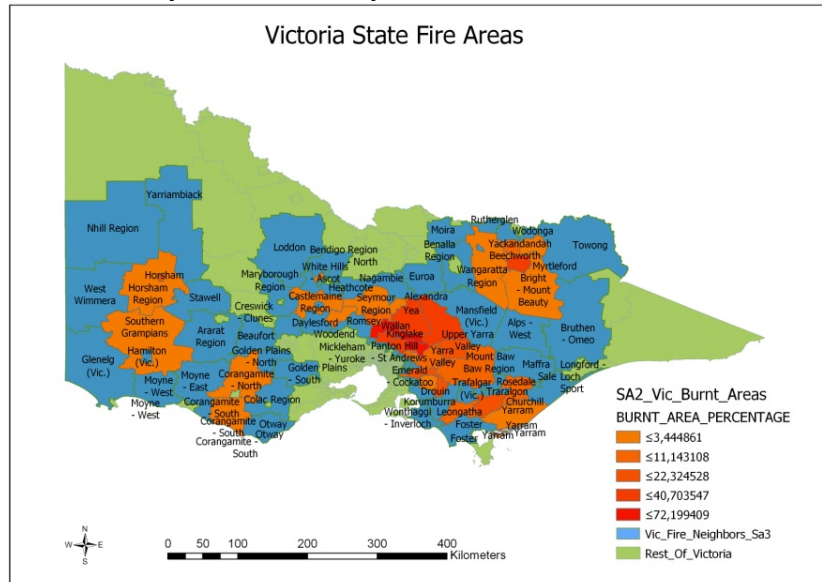 Victoria State Fire Areas
Yarriambiack
Nhill Region
Loddon
Rutherglen
Moira
Wodonga
Benalla
Region
Yackandandah
Towong
Beechworth
Bendigo Region
- North
Maryborough
Region
White Hills
- Ascot
Nagambie
Euroa
Wangaratta
Region
Myrtleford
Bright -
Mount
Beauty
Horsham
Horsham
Region
West
Wimmera
Stawell
Heathcote
Castlemaine
Region
Seymour
Region
Alexandra
Creswick
- Clunes
Yea
Southern
Grampians
Ararat
Region
Beaufort
Daylesford
Romsey
Wallan
Kinglake
Mansfield
(Vic.)
Upper Yarra
Valley
Alps -
West
Bruthen -
Omeo
Woodend
Mickleham
- Yuroke
Panton Hill
- St Andrews
Glenelg
(Vic.)
Hamilton
(Vic.)
Golden Plains
- North
Golden Plains
- South
Yarra
Valley
Mount Baw
Baw Region
Maffra
Sale
Longford -
Loch
Sport
Moyne
- West
Moyne -
East
Corangamite
- North
Emerald
- Cockatoo
Trafalgar
(Vic.)
Rosedale
Traralgon
Moyne
- West
Corangamite
- South
Colac Region
Drouin
Korumburra
Churchill
Yarram
Corangamite
- South
Otway
Otway
Wonthaggi
- Inverloch
Leongatha
Foster
Foster
Yarram
Yarram
Yarram
Corangamite -
South
SA2_Vic_Burnt_Areas
BURNT_AREA_PERCENTAGE
≤3,444861
≤11,143108
≤22,324528
≤40,703547
≤72,199409
Vic_Fire_Neighbors_Sa3
Rest_Of_Victoria
N
W E
S
0 50 100 200 300 400
Kilometers